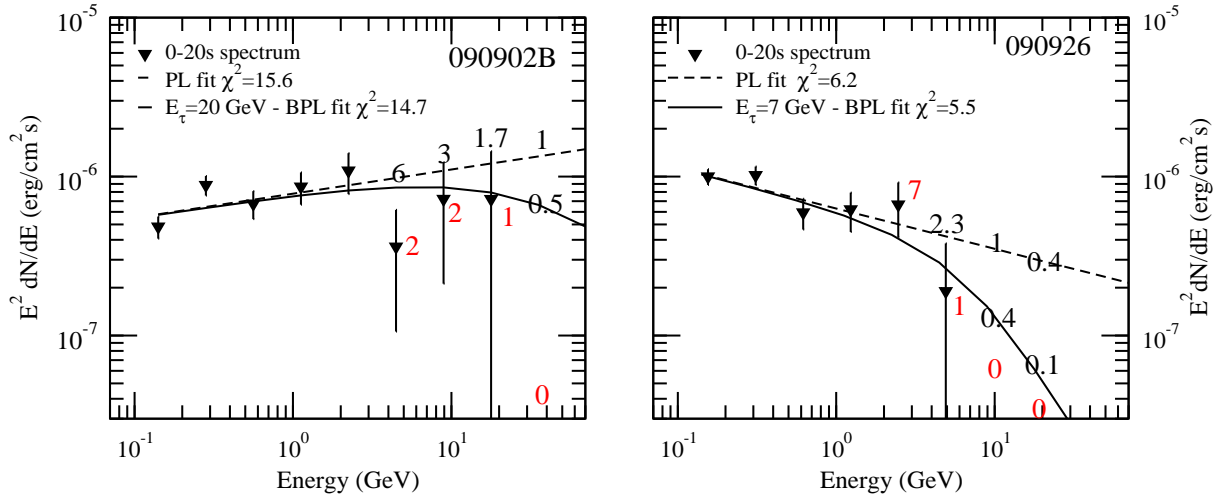 10^-5
10^-6
10^-7
E^2 dN/dE (erg/cm^2 s)
0-20s spectrum
090902B
PL fit χ^2=15.6
E_τ=20 GeV - BPL fit χ^2=14.7
6
3
1.7
1
0.5
2
2
1
0
10^-1
10^0
10^1
Energy (GeV)
0-20s spectrum
090926
PL fit χ^2=6.2
E_τ=7 GeV - BPL fit χ^2=5.5
7
2.3
1
0.4
1
0.4
0
0.1
0
10^-1
10^0
10^1
Energy (GeV)
10^-5
10^-6
10^-7
E^2 dN/dE (erg/cm^2 s)